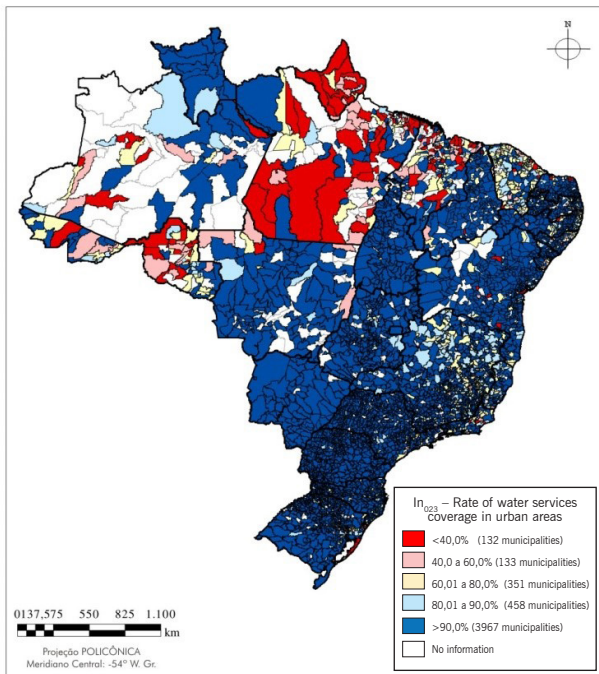 N
In023 – Rate of water services
coverage in urban areas
<40,0% (132 municipalities)
40,0 a 60,0% (133 municipalities)
60,01 a 80,0% (351 municipalities)
80,01 a 90,0% (458 municipalities)
>90,0% (3967 municipalities)
No information
0137,575 550 825 1.100
km
Projeção POLICÔNICA
Meridiano Central: -54° W. Gr.